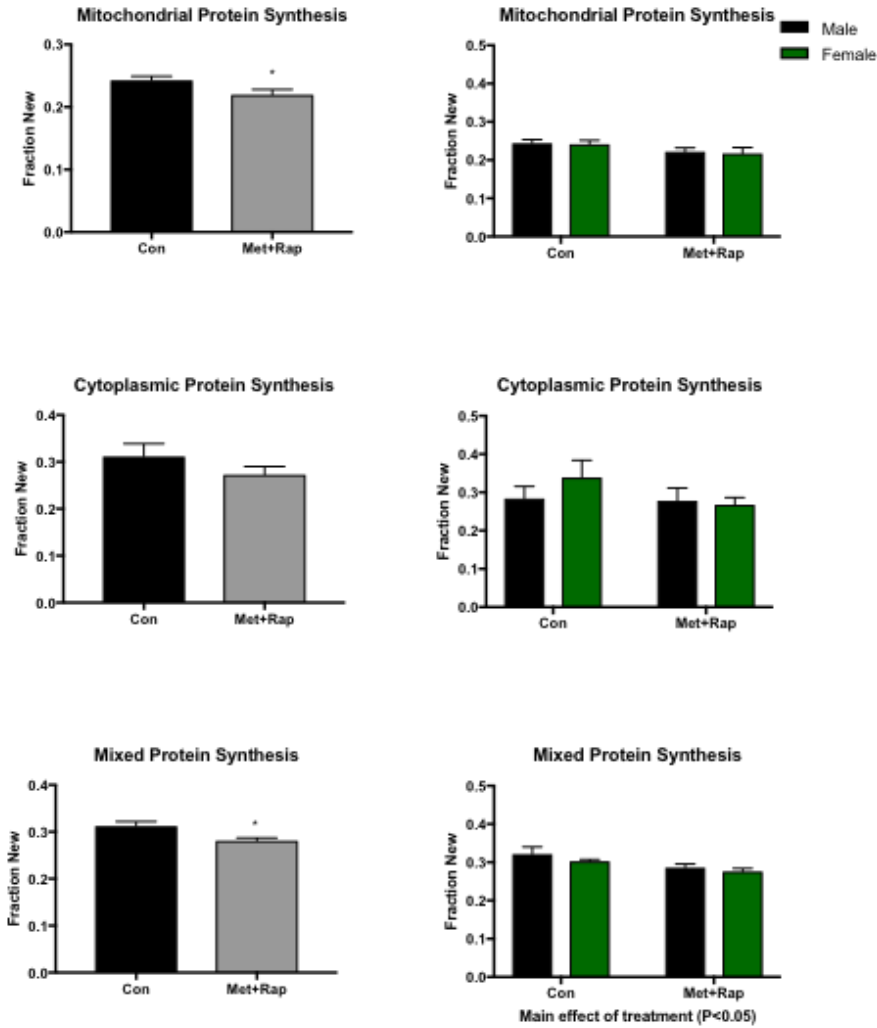 Mitochondrial Protein Synthesis
Fraction New
0.3
0.2
0.1
0.0
*
Con Met+Rap
Mitochondrial Protein Synthesis
Male
Female
Fraction New
0.5
0.4
0.3
0.2
0.1
0.0
Con Met+Rap
Cytoplasmic Protein Synthesis
Fraction New
0.4
0.3
0.2
0.1
0.0
Con Met+Rap
Cytoplasmic Protein Synthesis
Fraction New
0.5
0.4
0.3
0.2
0.1
0.0
Con Met+Rap
Mixed Protein Synthesis
Fraction New
0.4
0.3
0.2
0.1
0.0
*
Con Met+Rap
Mixed Protein Synthesis
Fraction New
0.5
0.4
0.3
0.2
0.1
0.0
Con Met+Rap
Main effect of treatment (P<0.05)